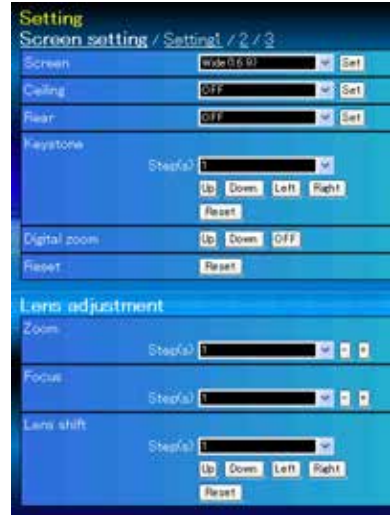 Setting
Screen setting / Setting1 / 2 / 3
Screen Wide(16:9) Set
Ceiling OFF Set
Rear OFF Set
Keystone
Step(s) 1
Up Down Left Right
Reset
Digital zoom Up Down OFF
Reset Reset
Lens adjustment
Zoom
Step(s) 1 - +
Focus
Step(s) 1 - +
Lens shift
Step(s) 1
Up Down Left Right
Reset